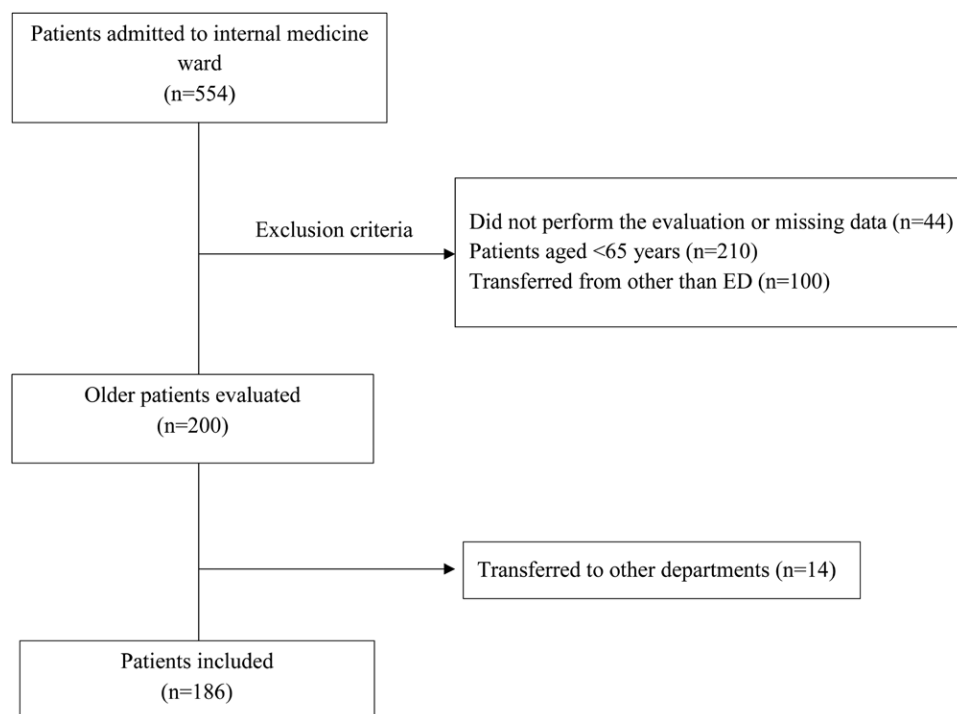 Patients admitted to internal medicine
ward
(n=554)
Exclusion criteria
Did not perform the evaluation or missing data (n=44)
Patients aged <65 years (n=210)
Transferred from other than ED (n=100)
Older patients evaluated
(n=200)
Transferred to other departments (n=14)
Patients included
(n=186)